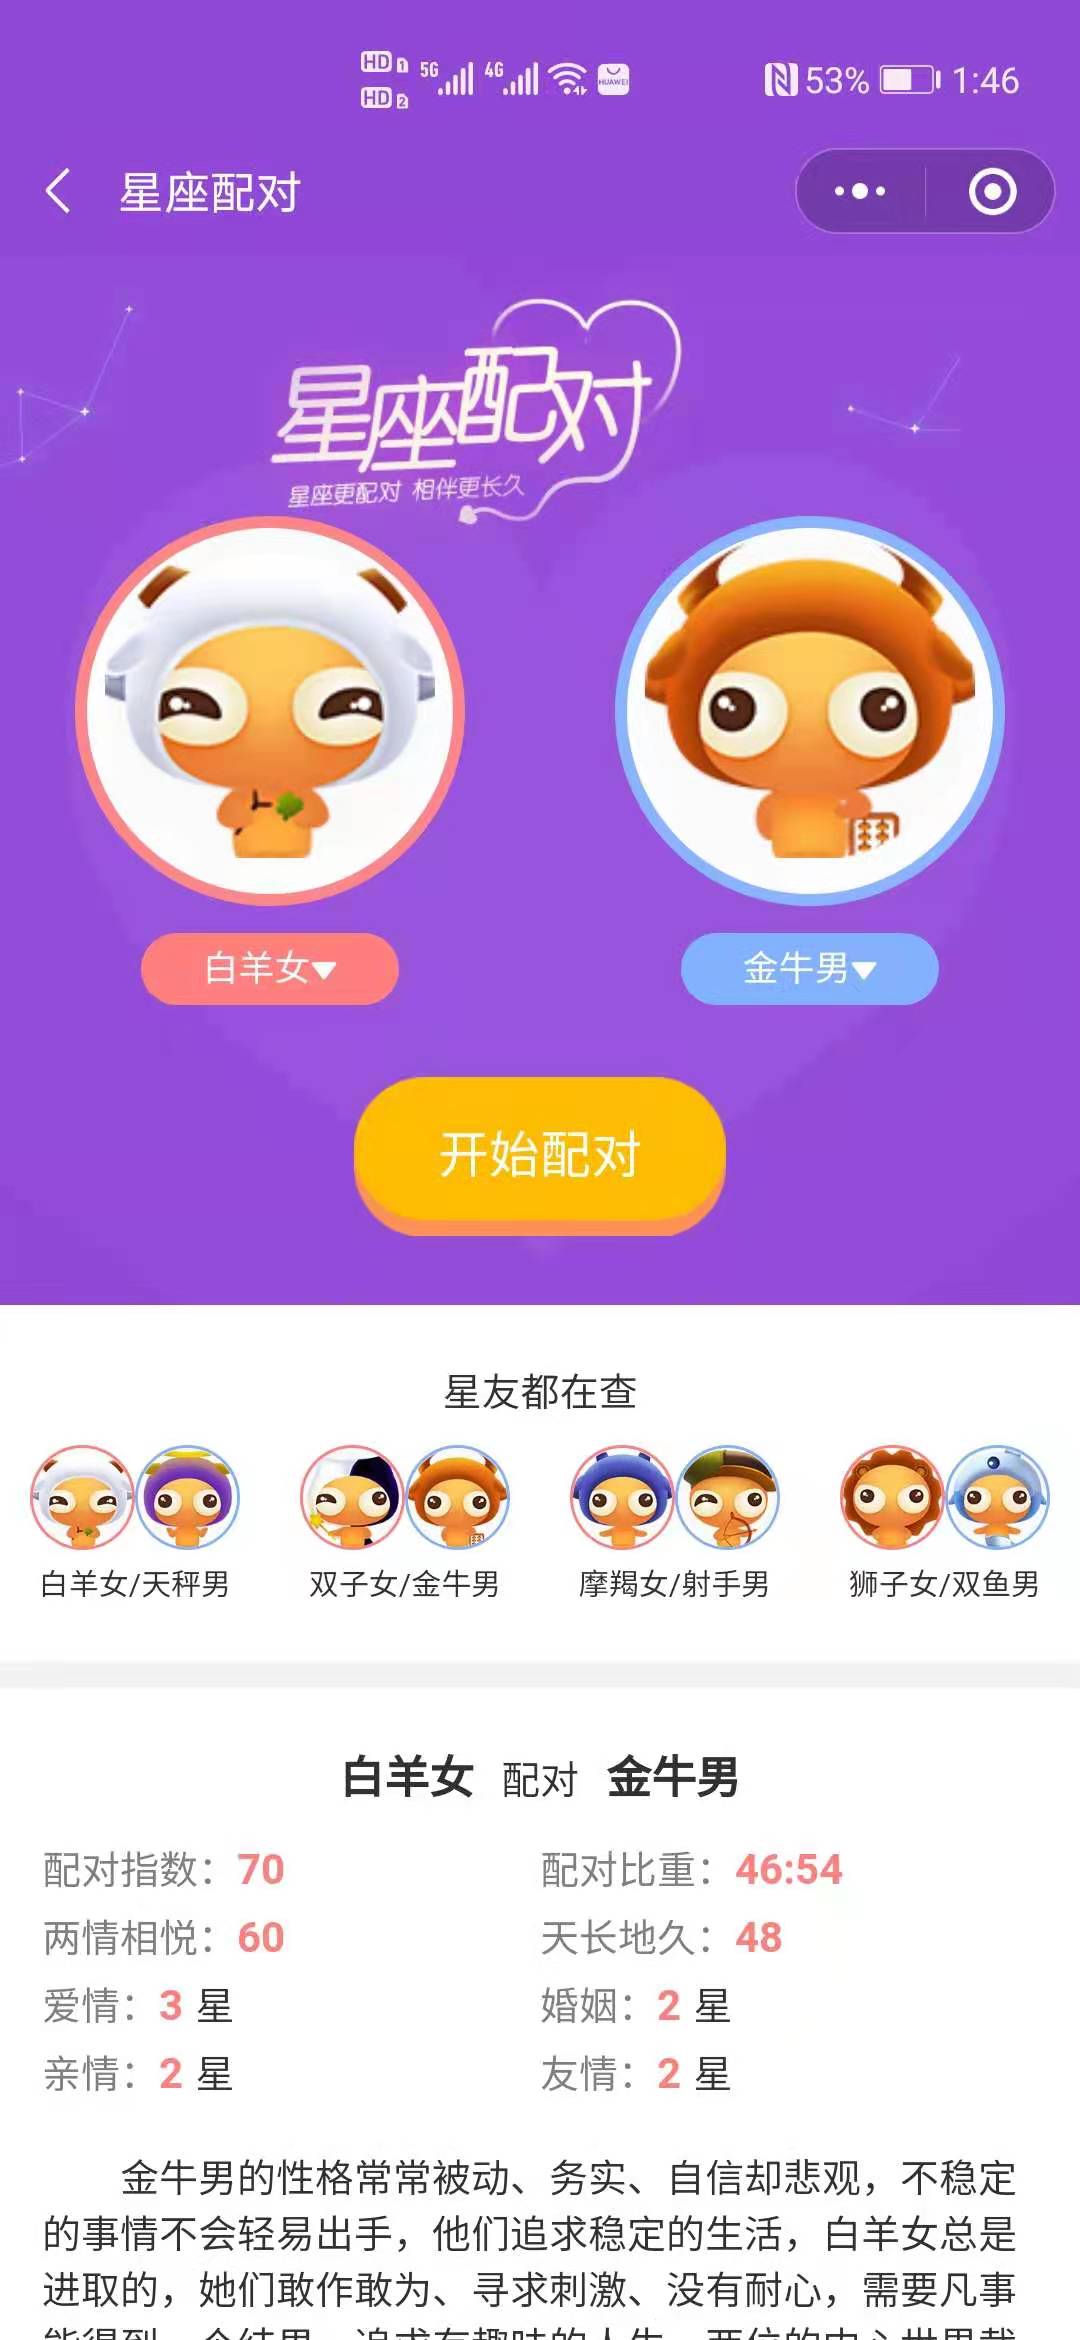 HD 1 5G 4G HUAWEI 53% 1:46
HD 2
星座配对
星座配对
星座更配对 相伴更长久
白羊女 金牛男
开始配对
星友都在查
白羊女/天秤男 双子女/金牛男 摩羯女/射手男 狮子女/双鱼男
白羊女 配对 金牛男
配对指数：70 配对比重：46:54
两情相悦：60 天长地久：48
爱情：3 星 婚姻：2 星
亲情：2 星 友情：2 星
金牛男的性格常常被动、务实、自信却悲观，不稳定
的事情不会轻易出手，他们追求稳定的生活，白羊女总是
进取的，她们敢作敢为、寻求刺激、没有耐心，需要凡事